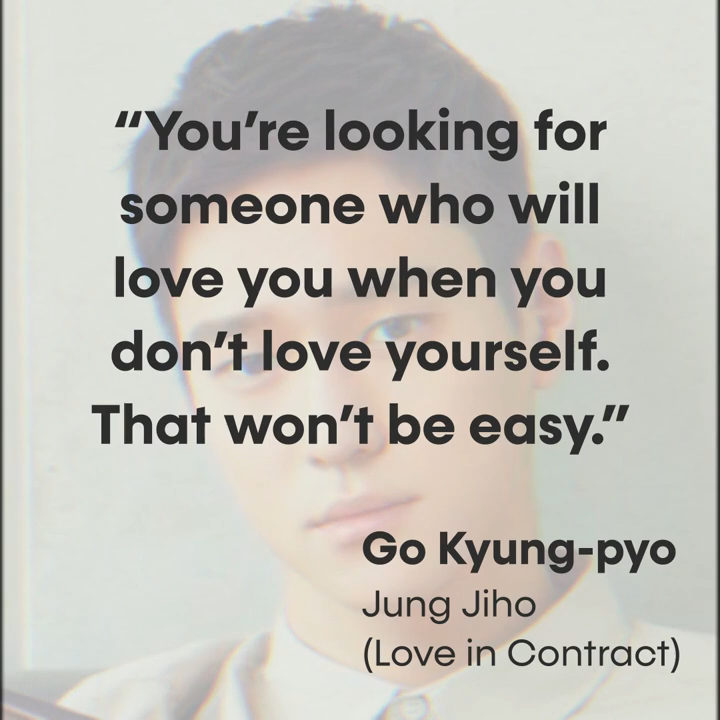 “You’re looking for
someone who will
love you when you
don’t love yourself.
That won’t be easy.”
Go Kyung-pyo
Jung Jiho
(Love in Contract)